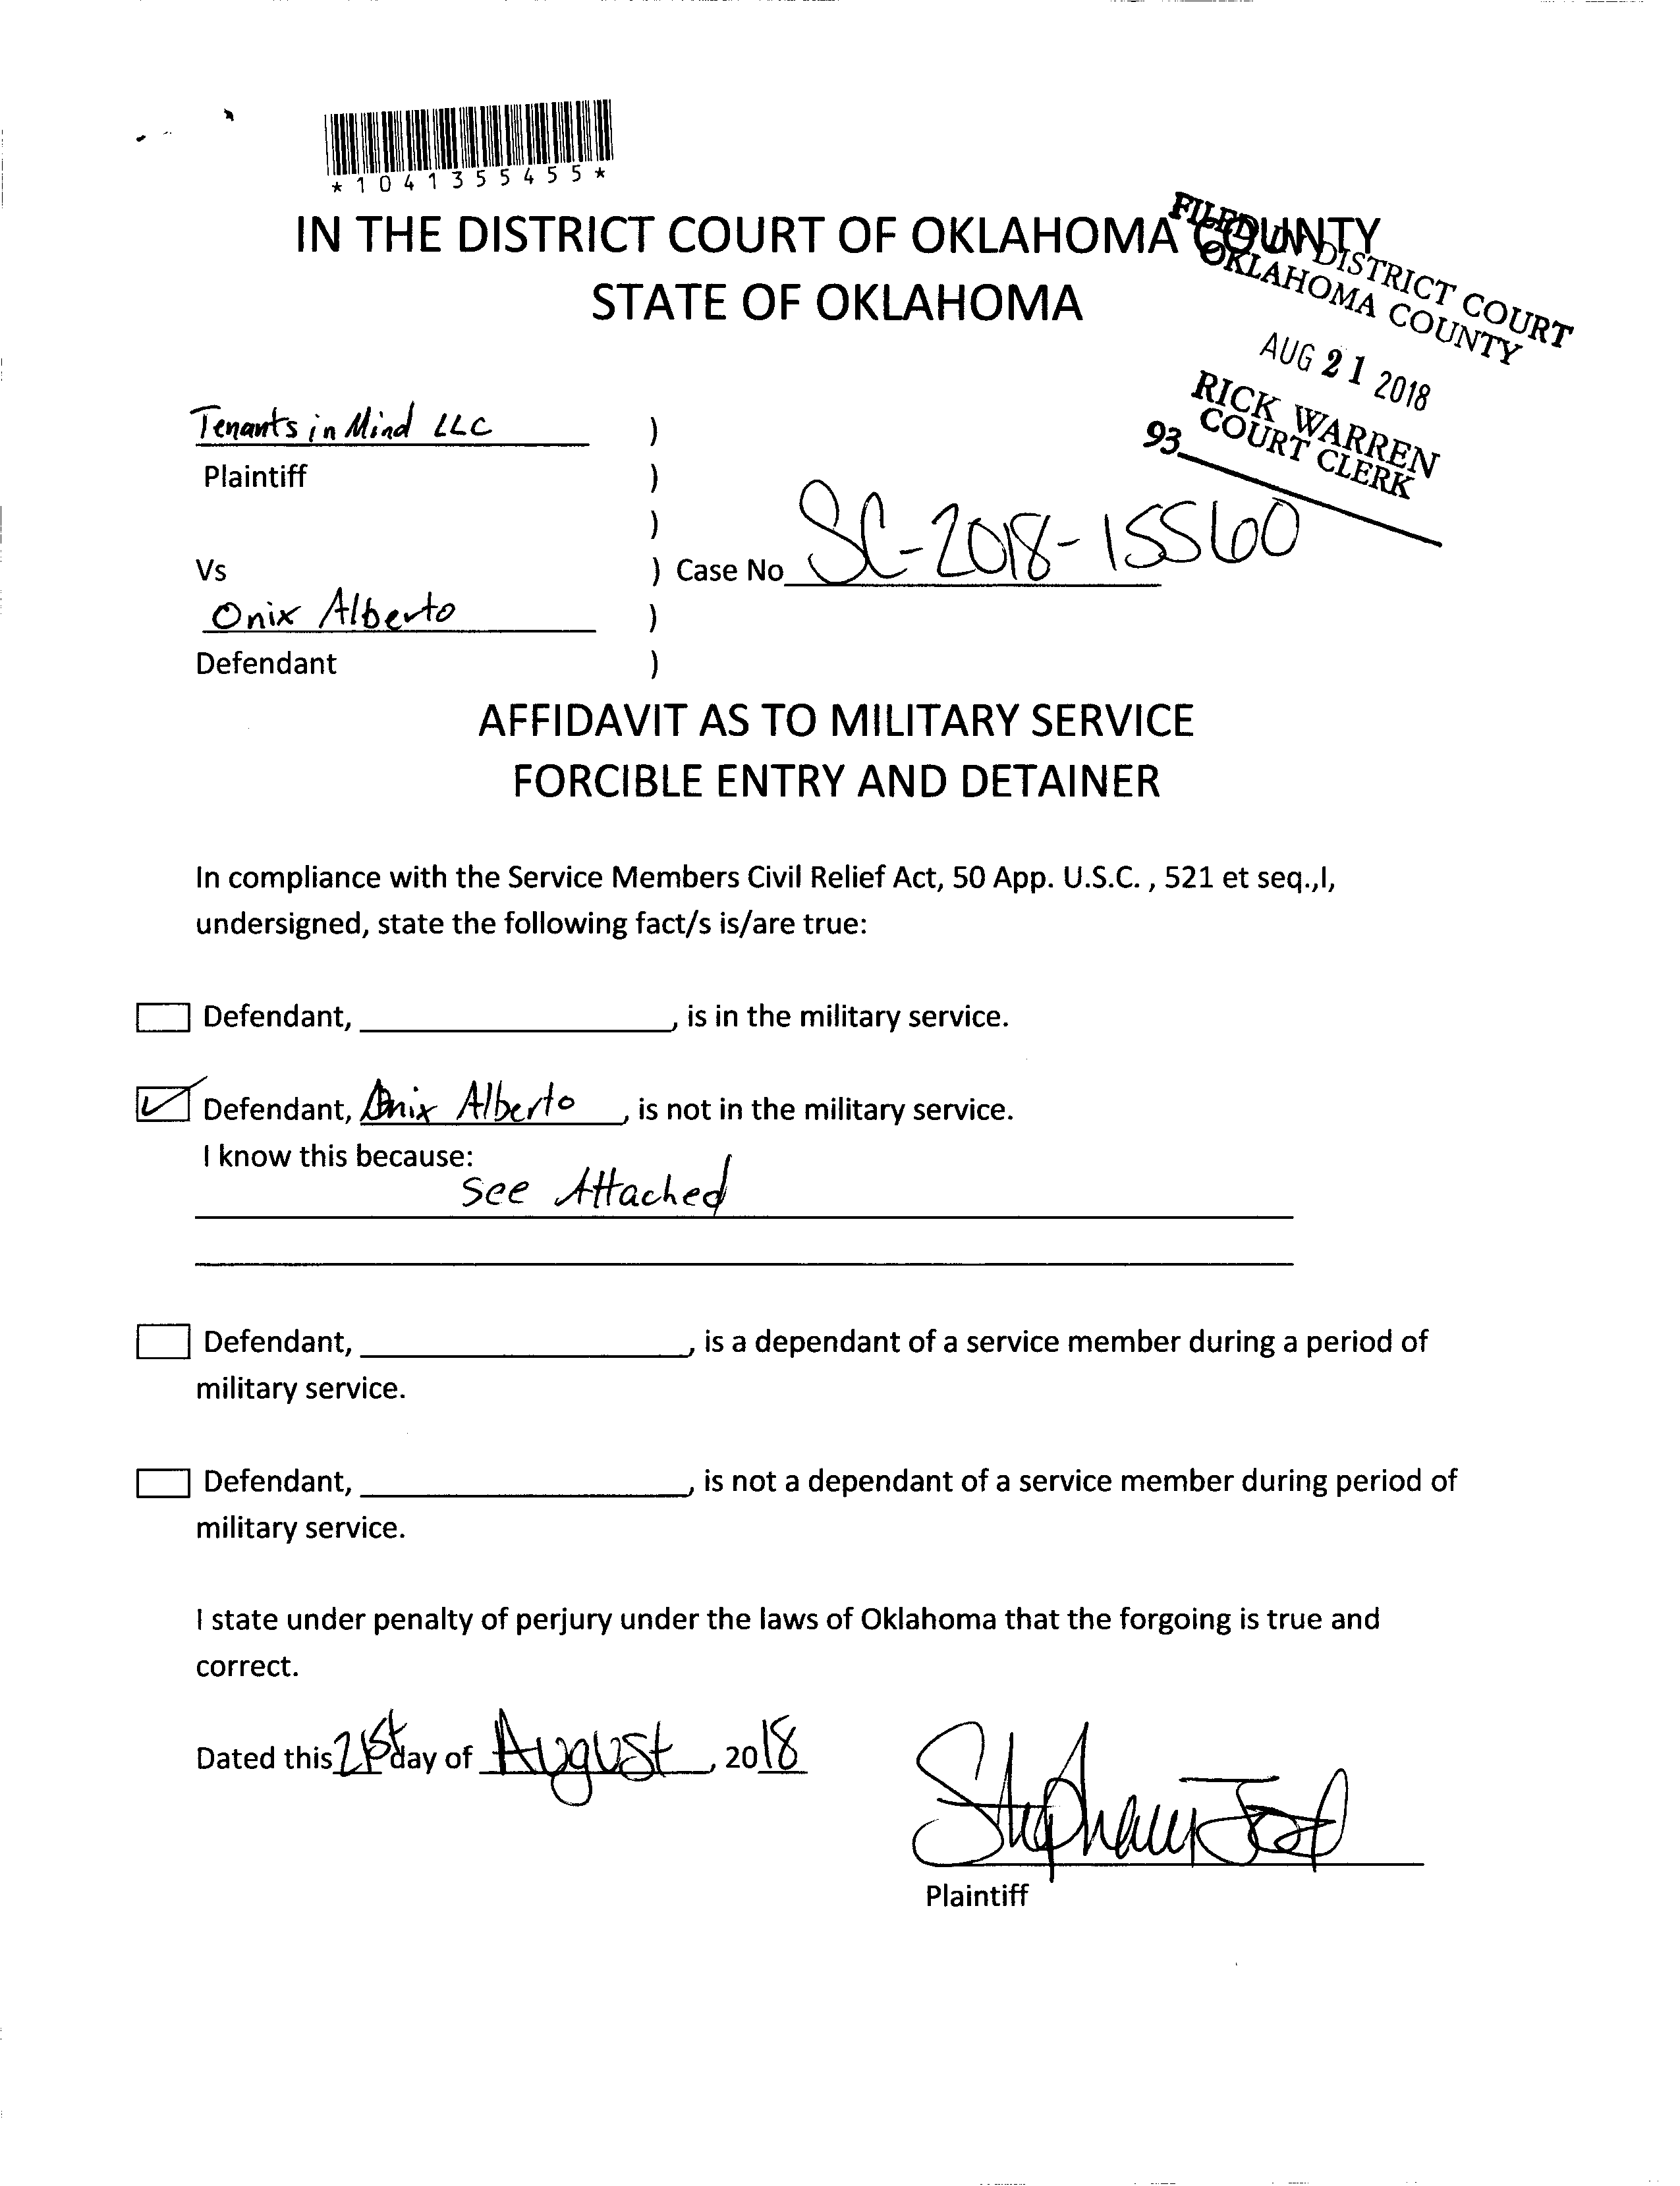 *1041355455*
IN THE DISTRICT COURT OF OKLAHOMA COUNTY
STATE OF OKLAHOMA
FILED IN DISTRICT COURT
OKLAHOMA COUNTY
AUG 21 2018
RICK WARREN
COURT CLERK
93
Tenants in Mind LLC )
Plaintiff )
)
Vs ) Case No SC-2018-15560
Onix Alberto )
Defendant )
AFFIDAVIT AS TO MILITARY SERVICE
FORCIBLE ENTRY AND DETAINER
In compliance with the Service Members Civil Relief Act, 50 App. U.S.C. , 521 et seq.,I,
undersigned, state the following fact/s is/are true:
Defendant, , is in the military service.
Defendant, Onix Alberto , is not in the military service.
I know this because:
See Attached
Defendant, , is a dependant of a service member during a period of
military service.
Defendant, , is not a dependant of a service member during period of
military service.
I state under penalty of perjury under the laws of Oklahoma that the forgoing is true and
correct.
Dated this 21st day of August, 2018
Plaintiff